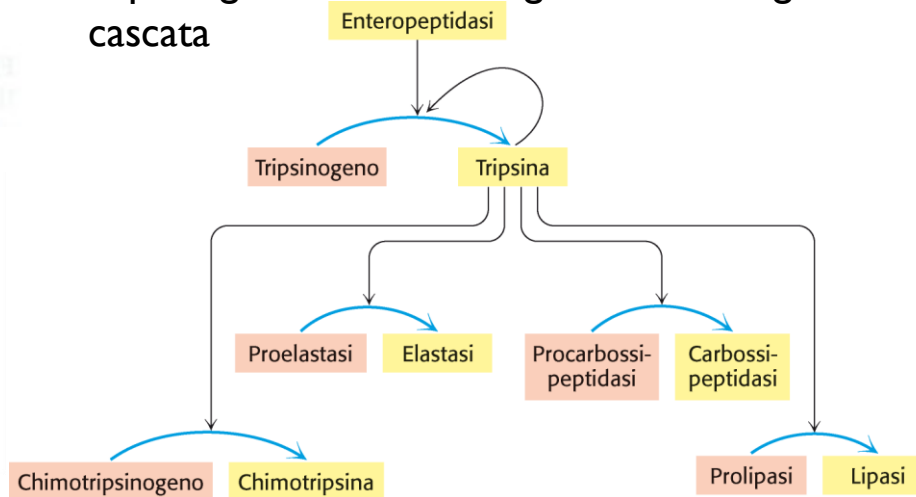 cascata
Enteropeptidasi
Tripsinogeno
Tripsina
Proelastasi
Elastasi
Procarbossi-
peptidasi
Carbossi-
peptidasi
Chimotripsinogeno
Chimotripsina
Prolipasi
Lipasi